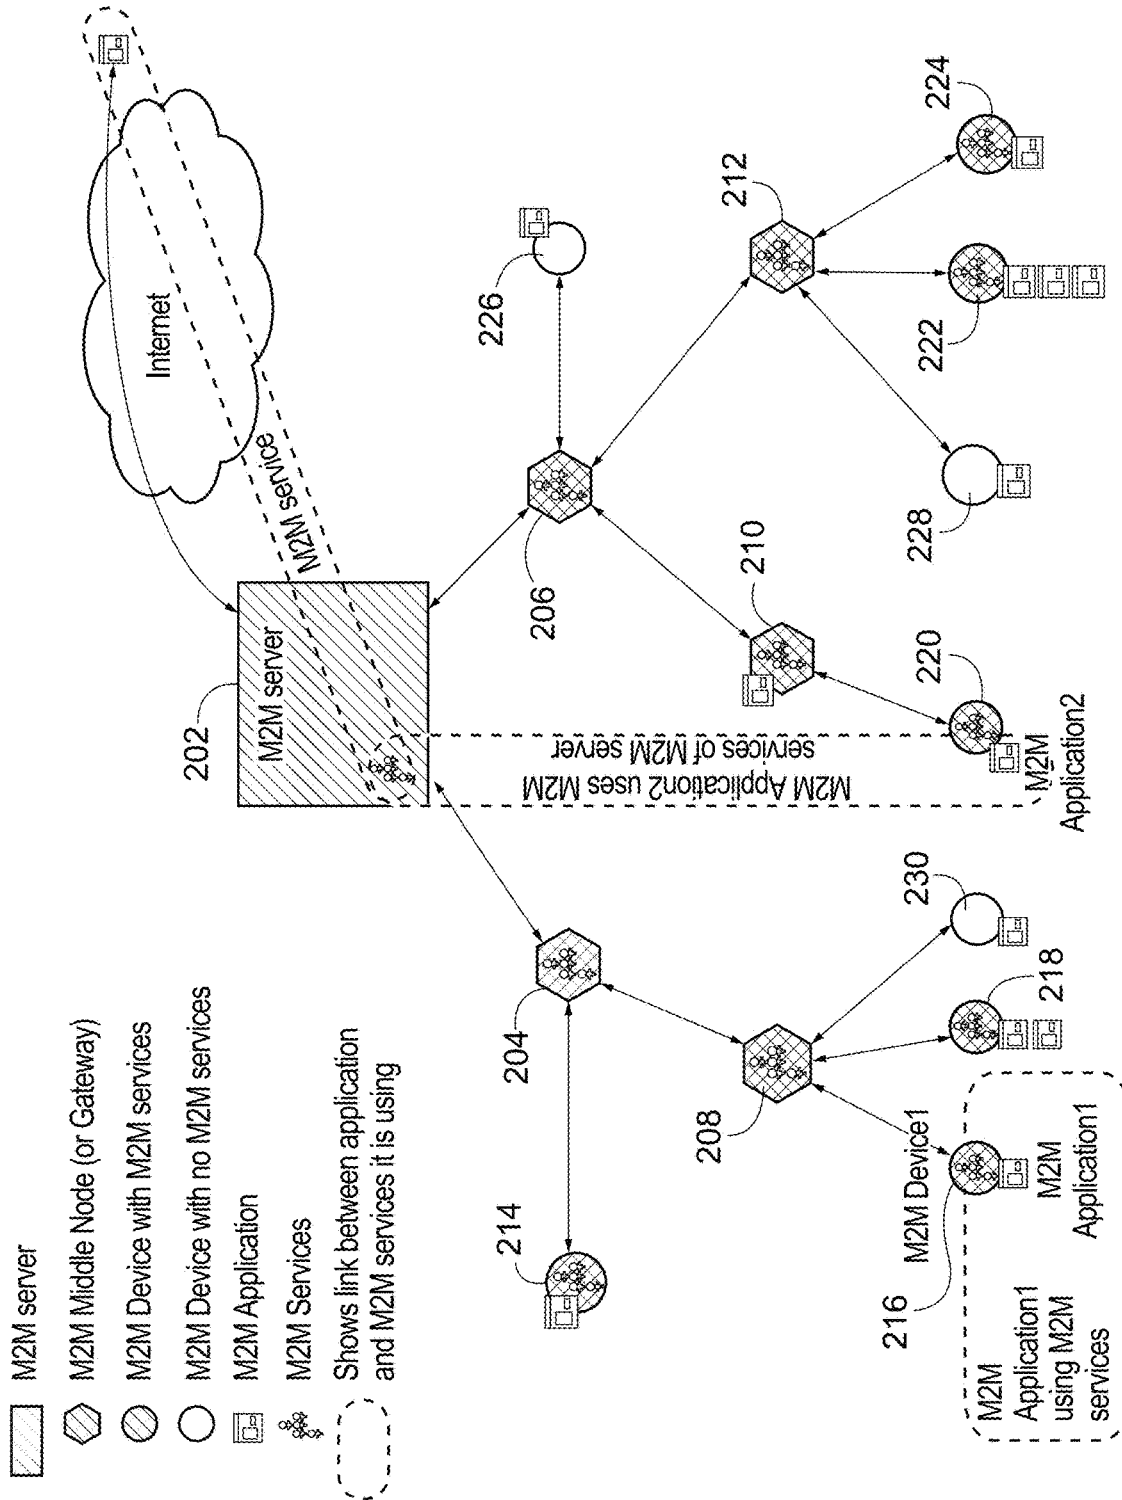 M2M server
M2M Middle Node (or Gateway)
M2M Device with M2M services
M2M Device with no M2M services
M2M Application
M2M Services
Shows link between application
and M2M services it is using
Internet
M2M service
202
M2M server
204
206
226
214
208
210
212
M2M Application2 uses M2M
services of M2M server
216
M2M Device1
218
230
220
228
222
224
M2M
Application1
using M2M
services
M2M
Application1
M2M
Application2